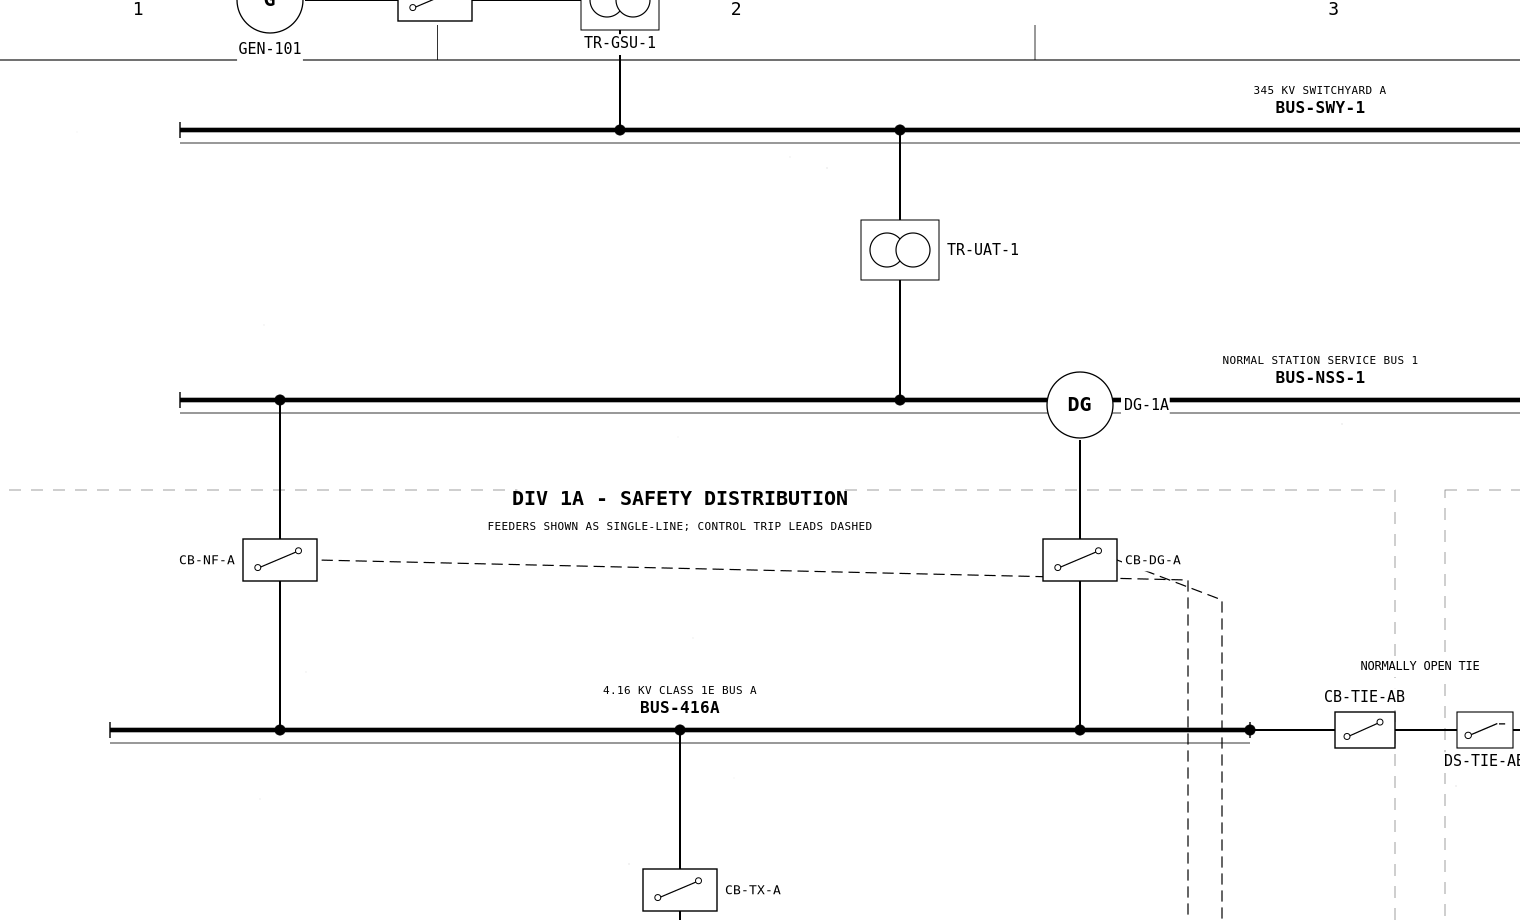 1
2
3
GEN-101
TR-GSU-1
345 KV SWITCHYARD A
BUS-SWY-1
TR-UAT-1
NORMAL STATION SERVICE BUS 1
BUS-NSS-1
DG
DG-1A
DIV 1A - SAFETY DISTRIBUTION
FEEDERS SHOWN AS SINGLE-LINE; CONTROL TRIP LEADS DASHED
CB-NF-A
CB-DG-A
NORMALLY OPEN TIE
4.16 KV CLASS 1E BUS A
BUS-416A
CB-TIE-AB
DS-TIE-AB
CB-TX-A